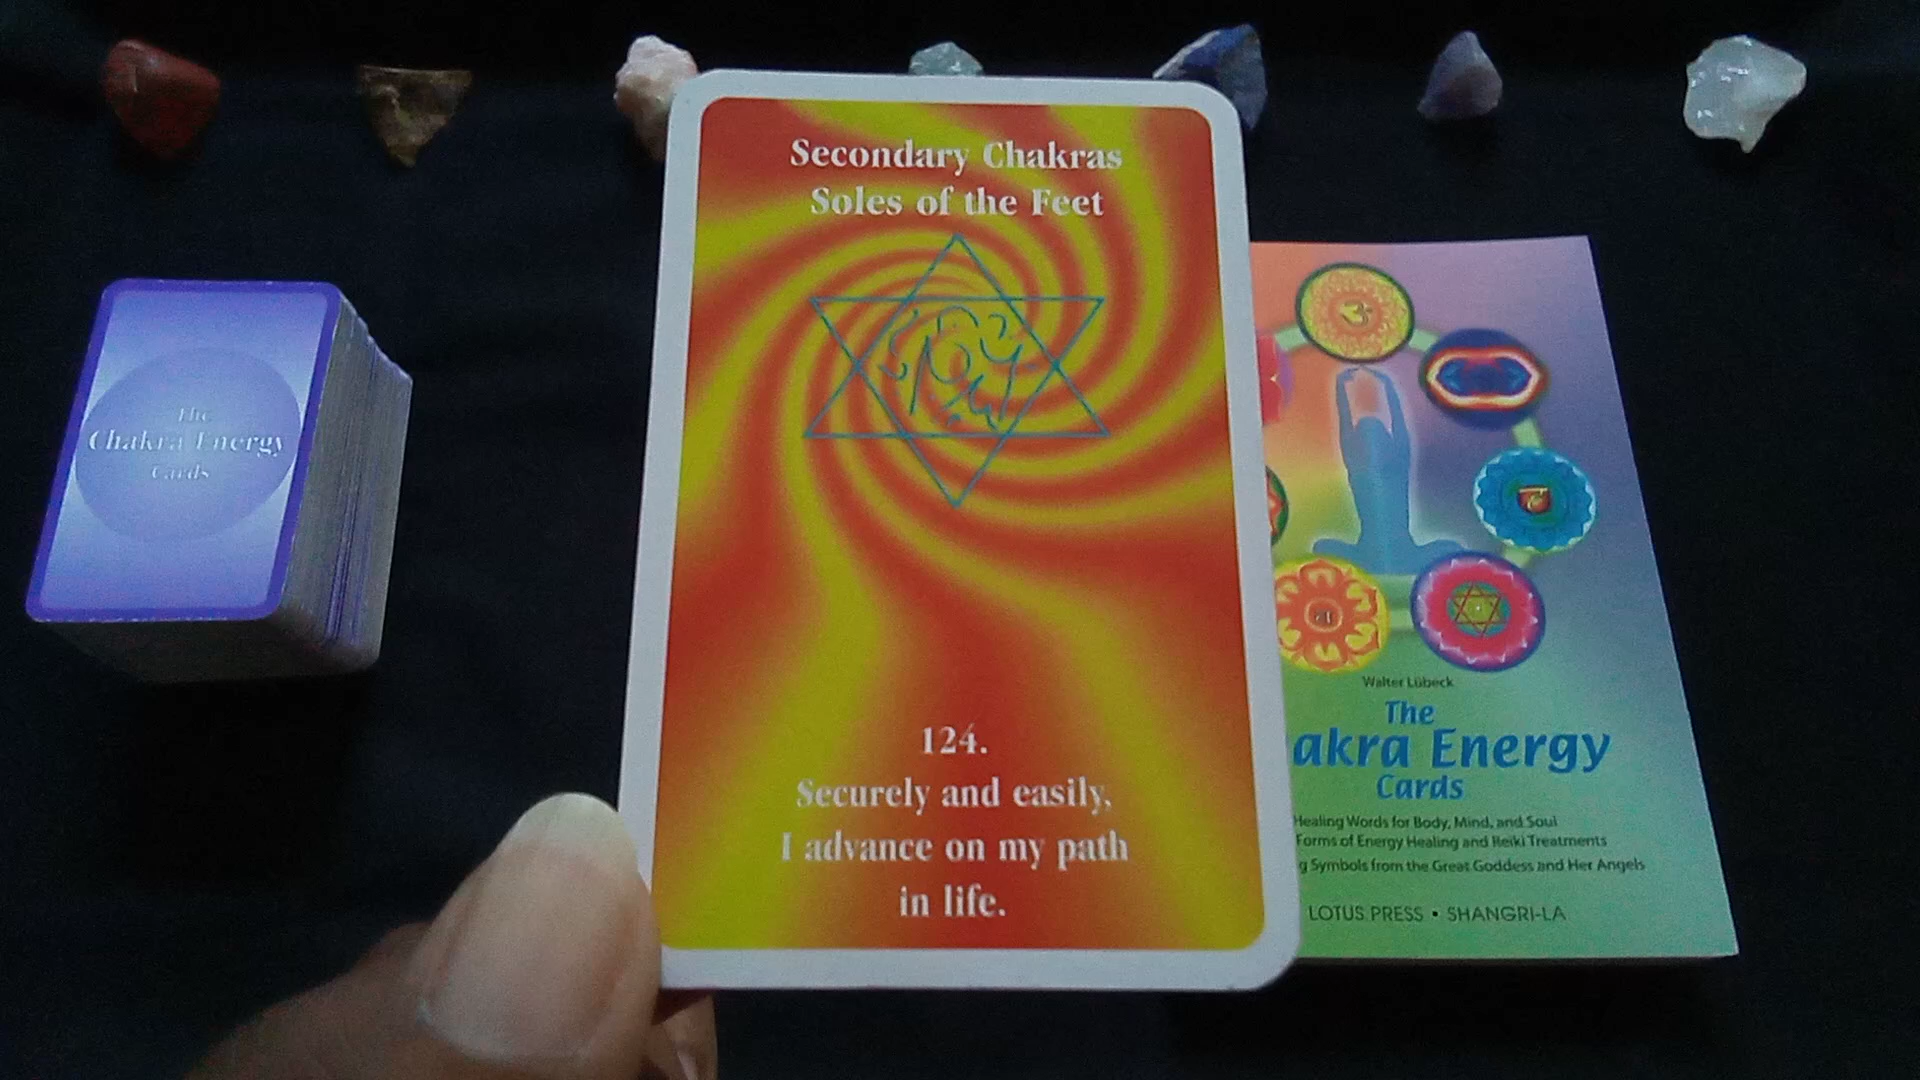 Secondary Chakras
Soles of the Feet
124.
Securely and easily,
I advance on my path
in life.
The
Chakra Energy
Cards
Walter Lübeck
The
akra Energy
Cards
Healing Words for Body, Mind, and Soul
Forms of Energy Healing and Reiki Treatments
g Symbols from the Great Goddess and Her Angels
LOTUS PRESS • SHANGRI-LA